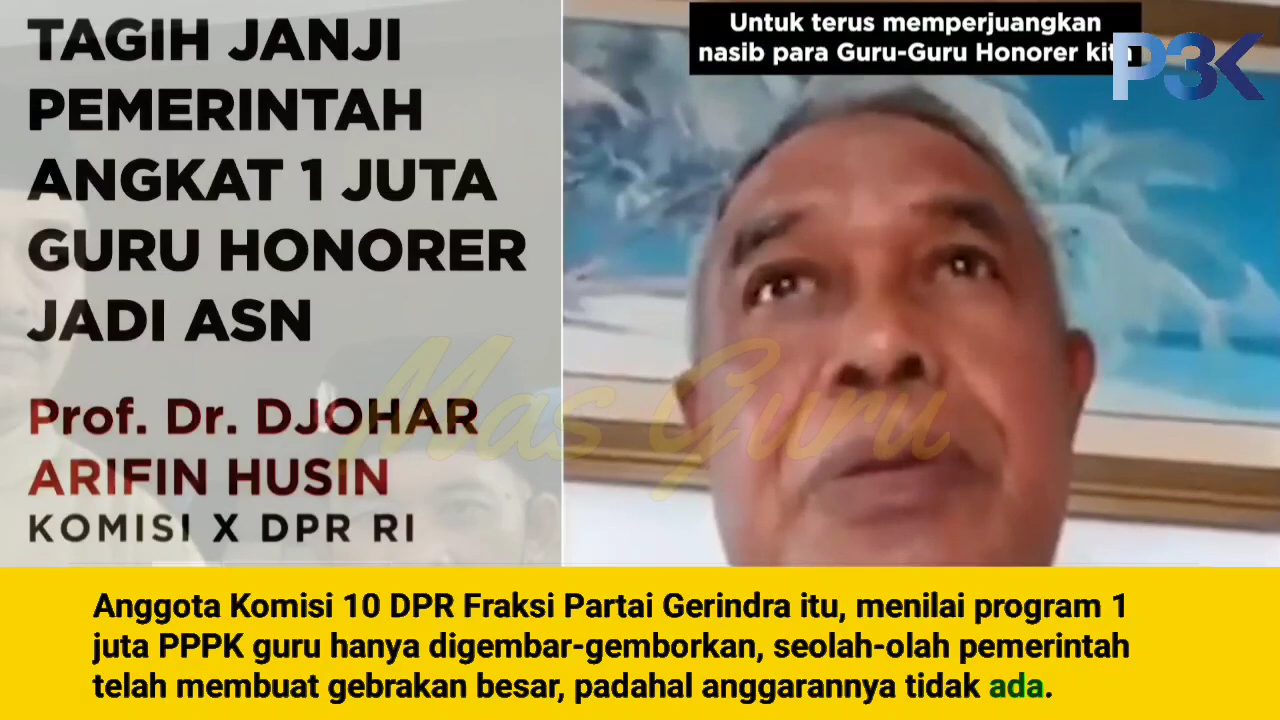 TAGIH JANJI
PEMERINTAH
ANGKAT 1 JUTA
GURU HONORER
JADI ASN
Prof. Dr. DJOHAR
ARIFIN HUSIN
KOMISI X DPR RI
Untuk terus memperjuangkan
nasib para Guru-Guru Honorer kita
P3K
Mas Guru
Anggota Komisi 10 DPR Fraksi Partai Gerindra itu, menilai program 1
juta PPPK guru hanya digembar-gemborkan, seolah-olah pemerintah
telah membuat gebrakan besar, padahal anggarannya tidak ada.